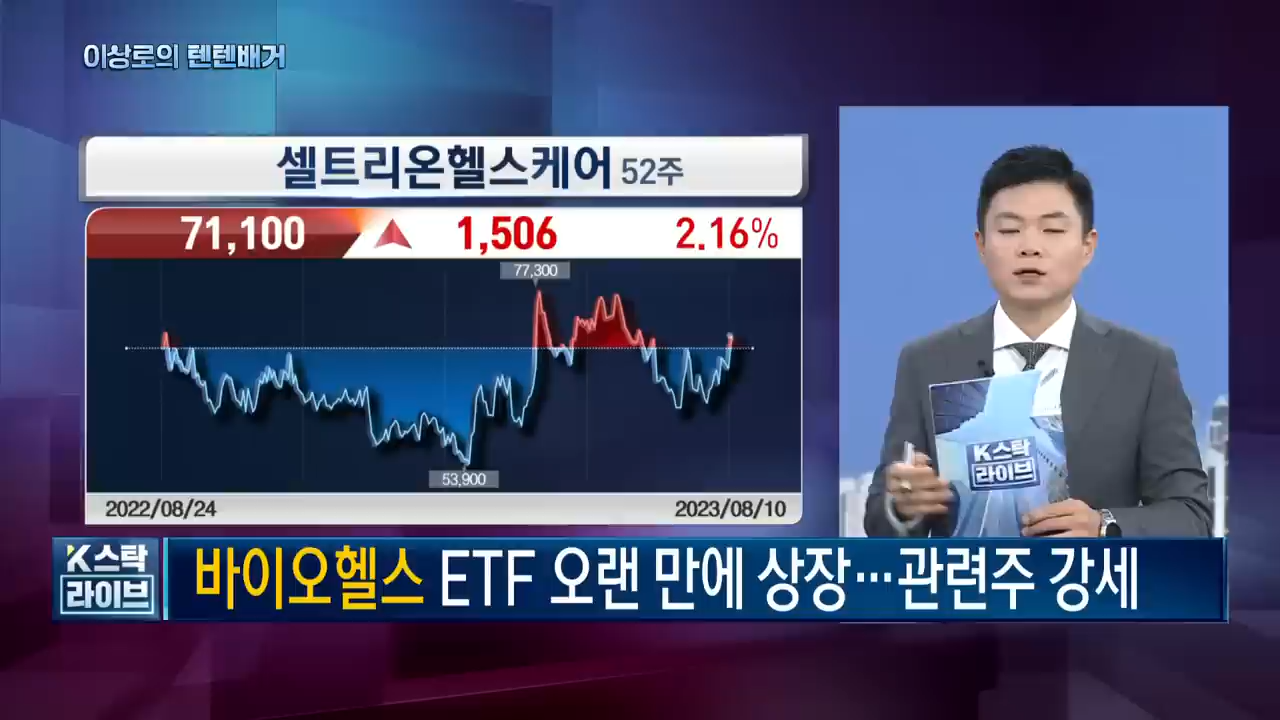 이상로의 텐텐배거
셀트리온헬스케어 52주
71,100 ▲ 1,506 2.16%
77,300
53,900
2022/08/24 2023/08/10
K스탁
라이브
K스탁
라이브
바이오헬스 ETF 오랜 만에 상장…관련주 강세